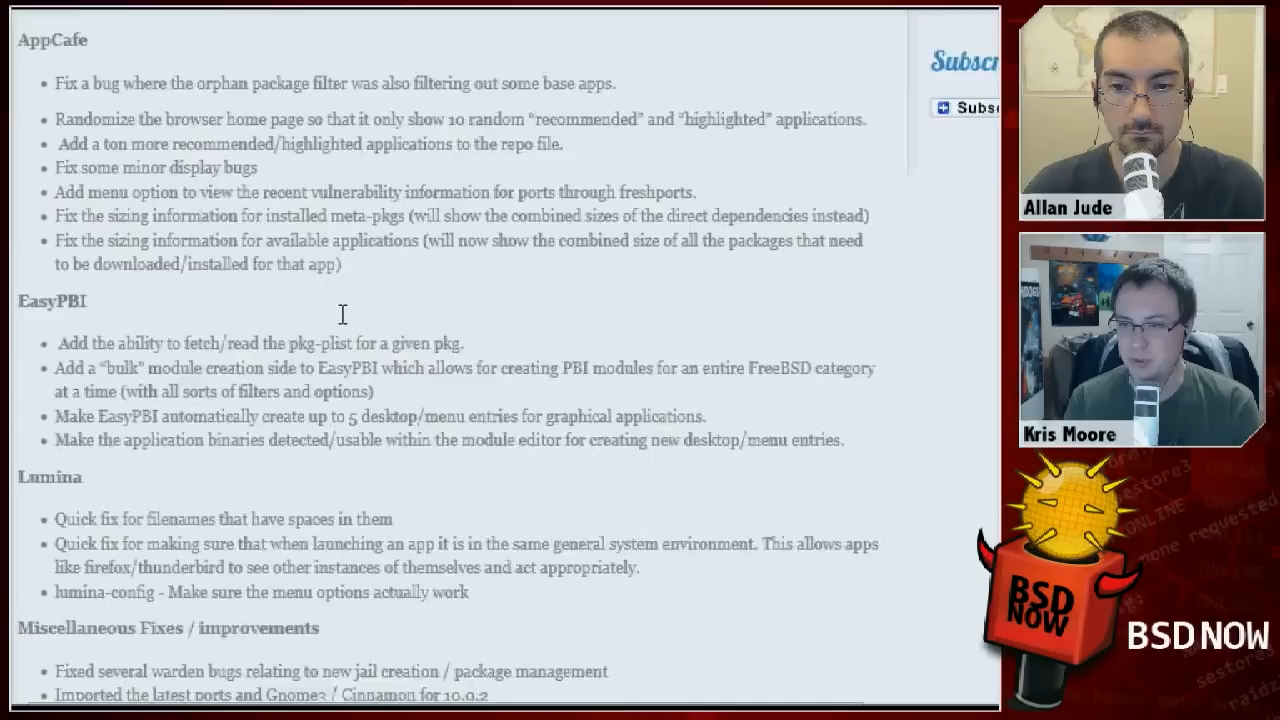 AppCafe
Fix a bug where the orphan package filter was also filtering out some base apps.
Randomize the browser home page so that it only show 10 random “recommended” and “highlighted” applications.
Add a ton more recommended/highlighted applications to the repo file.
Fix some minor display bugs
Add menu option to view the recent vulnerability information for ports through freshports.
Fix the sizing information for installed meta-pkgs (will show the combined sizes of the direct dependencies instead)
Fix the sizing information for available applications (will now show the combined size of all the packages that need
to be downloaded/installed for that app)
EasyPBI
Add the ability to fetch/read the pkg-plist for a given pkg.
Add a “bulk” module creation side to EasyPBI which allows for creating PBI modules for an entire FreeBSD category
at a time (with all sorts of filters and options)
Make EasyPBI automatically create up to 5 desktop/menu entries for graphical applications.
Make the application binaries detected/usable within the module editor for creating new desktop/menu entries.
Lumina
Quick fix for filenames that have spaces in them
Quick fix for making sure that when launching an app it is in the same general system environment. This allows apps
like firefox/thunderbird to see other instances of themselves and act appropriately.
lumina-config - Make sure the menu options actually work
Miscellaneous Fixes / improvements
Fixed several warden bugs relating to new jail creation / package management
Imported the latest ports and Gnome3 / Cinnamon for 10.0.2
Subscr
Subs
Allan Jude
Kris Moore
BSD
NOW
BSD NOW
estore3
ONLINE
none requested